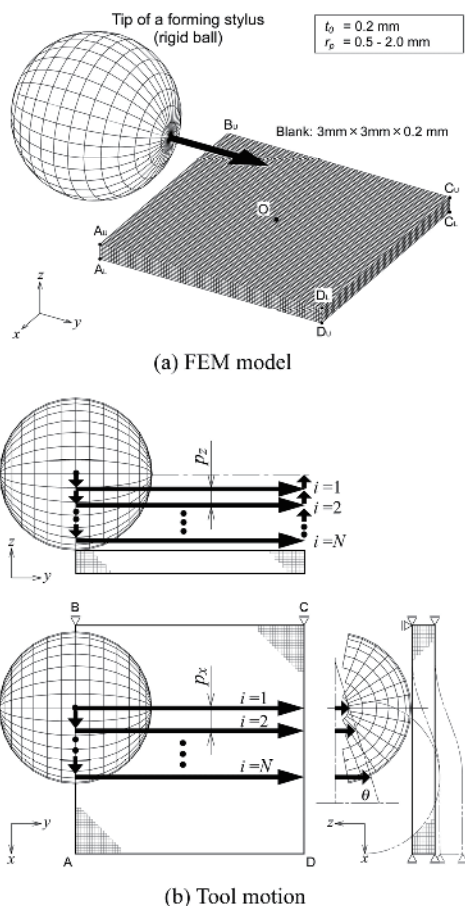 Tip of a forming stylus
(rigid ball)
t0 = 0.2 mm
rp = 0.5 - 2.0 mm
BU
Blank: 3mm×3mm×0.2 mm
CU
CL
O
AU
AL
DL
DU
z
x
y
(a) FEM model
pz
i=1
i=2
i=N
z
y
B
C
px
i=1
i=2
i=N
θ
y
x
z
x
A
D
(b) Tool motion